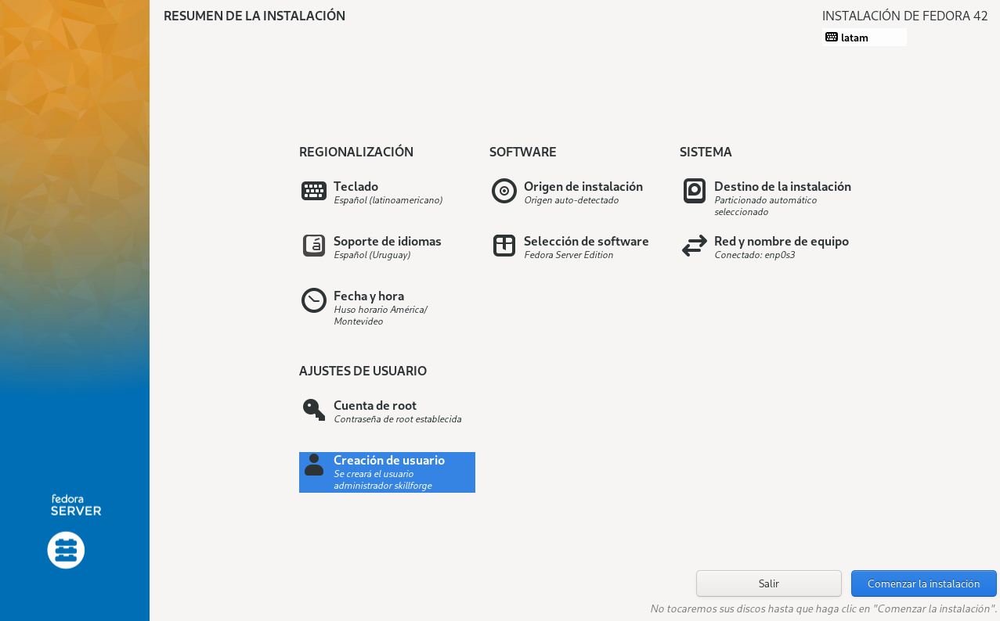 RESUMEN DE LA INSTALACIÓN
INSTALACIÓN DE FEDORA 42
latam
REGIONALIZACIÓN
Teclado
Español (latinoamericano)
Soporte de idiomas
Español (Uruguay)
Fecha y hora
Huso horario América/
Montevideo
SOFTWARE
Origen de instalación
Origen auto-detectado
Selección de software
Fedora Server Edition
SISTEMA
Destino de la instalación
Particionado automático
seleccionado
Red y nombre de equipo
Conectado: enp0s3
AJUSTES DE USUARIO
Cuenta de root
Contraseña de root establecida
Creación de usuario
Se creará el usuario
administrador skillforge
fedora
SERVER
Salir
Comenzar la instalación
No tocaremos sus discos hasta que haga clic en "Comenzar la instalación".